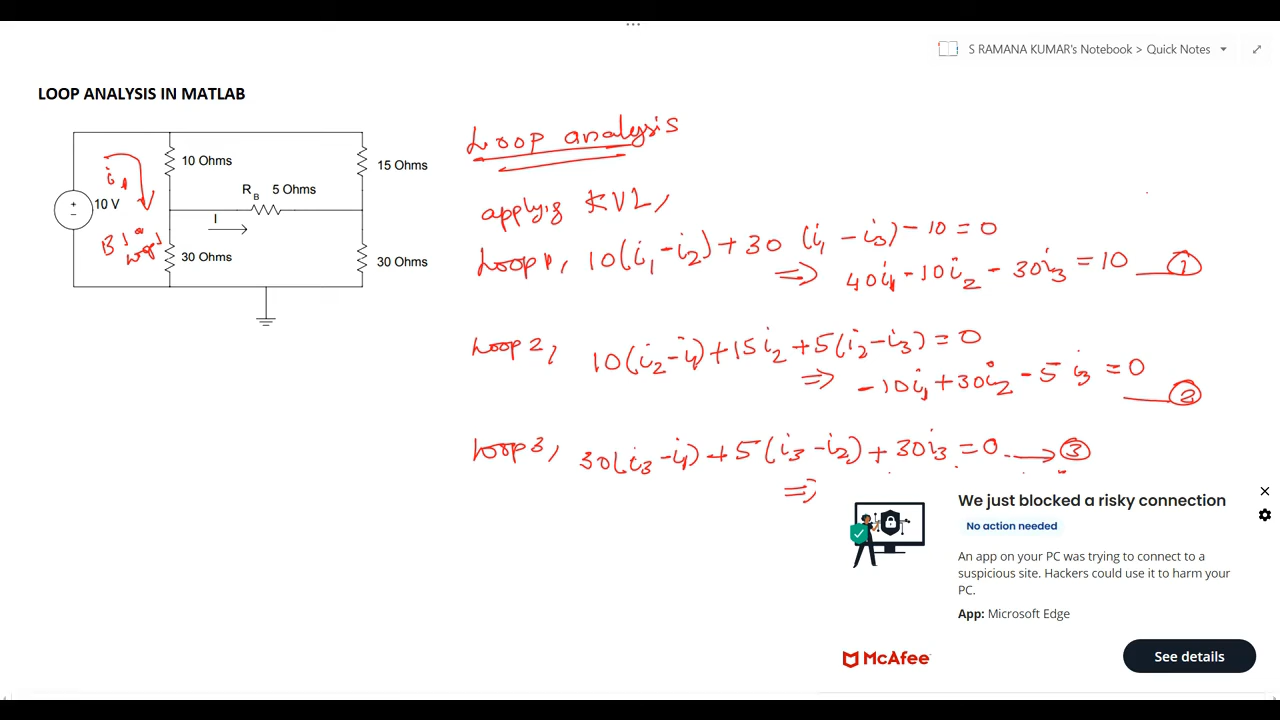 S RAMANA KUMAR's Notebook > Quick Notes
LOOP ANALYSIS IN MATLAB
10 Ohms
15 Ohms
i1
R B 5 Ohms
+
-
10 V
I
30 Ohms
30 Ohms
Loop analysis
applyig KVL,
Loop 1, 10(i1-i2)+30 (i1-i3)-10=0
=> 40i1-10i2-30i3=10 ①
Loop 2, 10(i2-i1)+15i2+5(i2-i3)=0
=> -10i1+30i2-5i3=0 ②
Loop 3, 30(i3-i1)+5(i3-i2)+30i3=0 → ③
=>
We just blocked a risky connection
No action needed
An app on your PC was trying to connect to a
suspicious site. Hackers could use it to harm your
PC.
App: Microsoft Edge
McAfee
See details